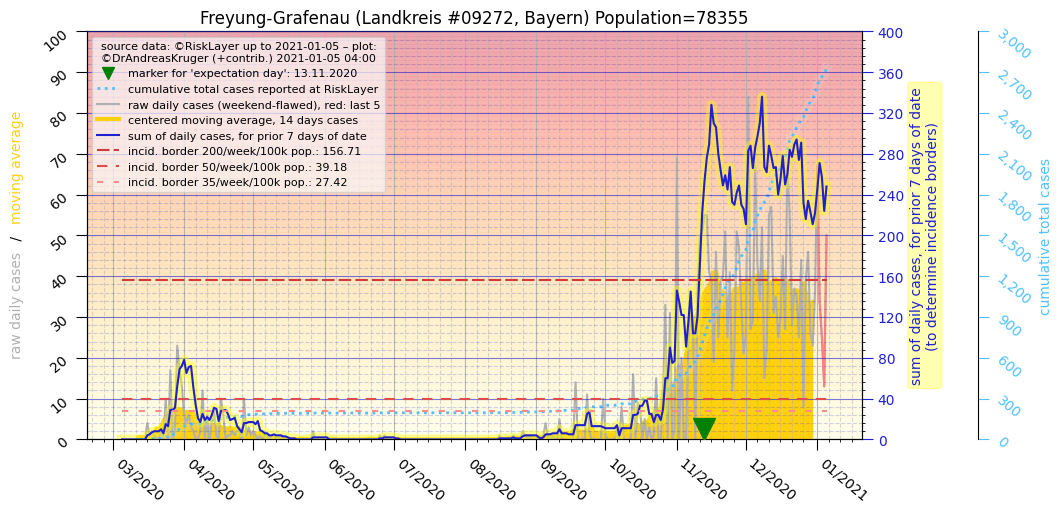 Freyung-Grafenau (Landkreis #09272, Bayern) Population=78355
source data: ©RiskLayer up to 2021-01-05 – plot:
©DrAndreasKruger (+contrib.) 2021-01-05 04:00
marker for 'expectation day': 13.11.2020
cumulative total cases reported at RiskLayer
raw daily cases (weekend-flawed), red: last 5
centered moving average, 14 days cases
sum of daily cases, for prior 7 days of date
incid. border 200/week/100k pop.: 156.71
incid. border 50/week/100k pop.: 39.18
incid. border 35/week/100k pop.: 27.42
raw daily cases / moving average
100
90
80
70
60
50
40
30
20
10
0
03/2020
04/2020
05/2020
06/2020
07/2020
08/2020
09/2020
10/2020
11/2020
12/2020
01/2021
400
360
320
280
240
200
160
120
80
40
0
sum of daily cases, for prior 7 days of date
(to determine incidence borders)
3,000
2,700
2,400
2,100
1,800
1,500
1,200
900
600
300
0
cumulative total cases